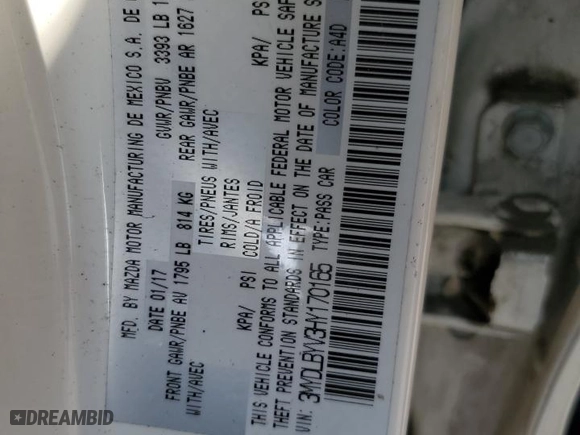 MFD. BY MAZDA MOTOR MANUFACTURING DE MEXICO S.A. DE
DATE 01/17 GVWR/PNBV 3393 LB 1
FRONT GAWR/PNBE AV 1795 LB 814 KG REAR GAWR/PNBE AR 1627
WITH/AVEC TIRES/PNEUS WITH/AVEC
RIMS/JANTES
KPA/ PSI COLD/A FROID KPA/ PS
THIS VEHICLE CONFORMS TO ALL APPLICABLE FEDERAL MOTOR VEHICLE SAF
THEFT PREVENTION STANDARDS IN EFFECT ON THE DATE OF MANUFACTURE S
VIN: 3MYDLBYV3HY170165 TYPE:PASS CAR COLOR CODE:A4D
DREAMBID